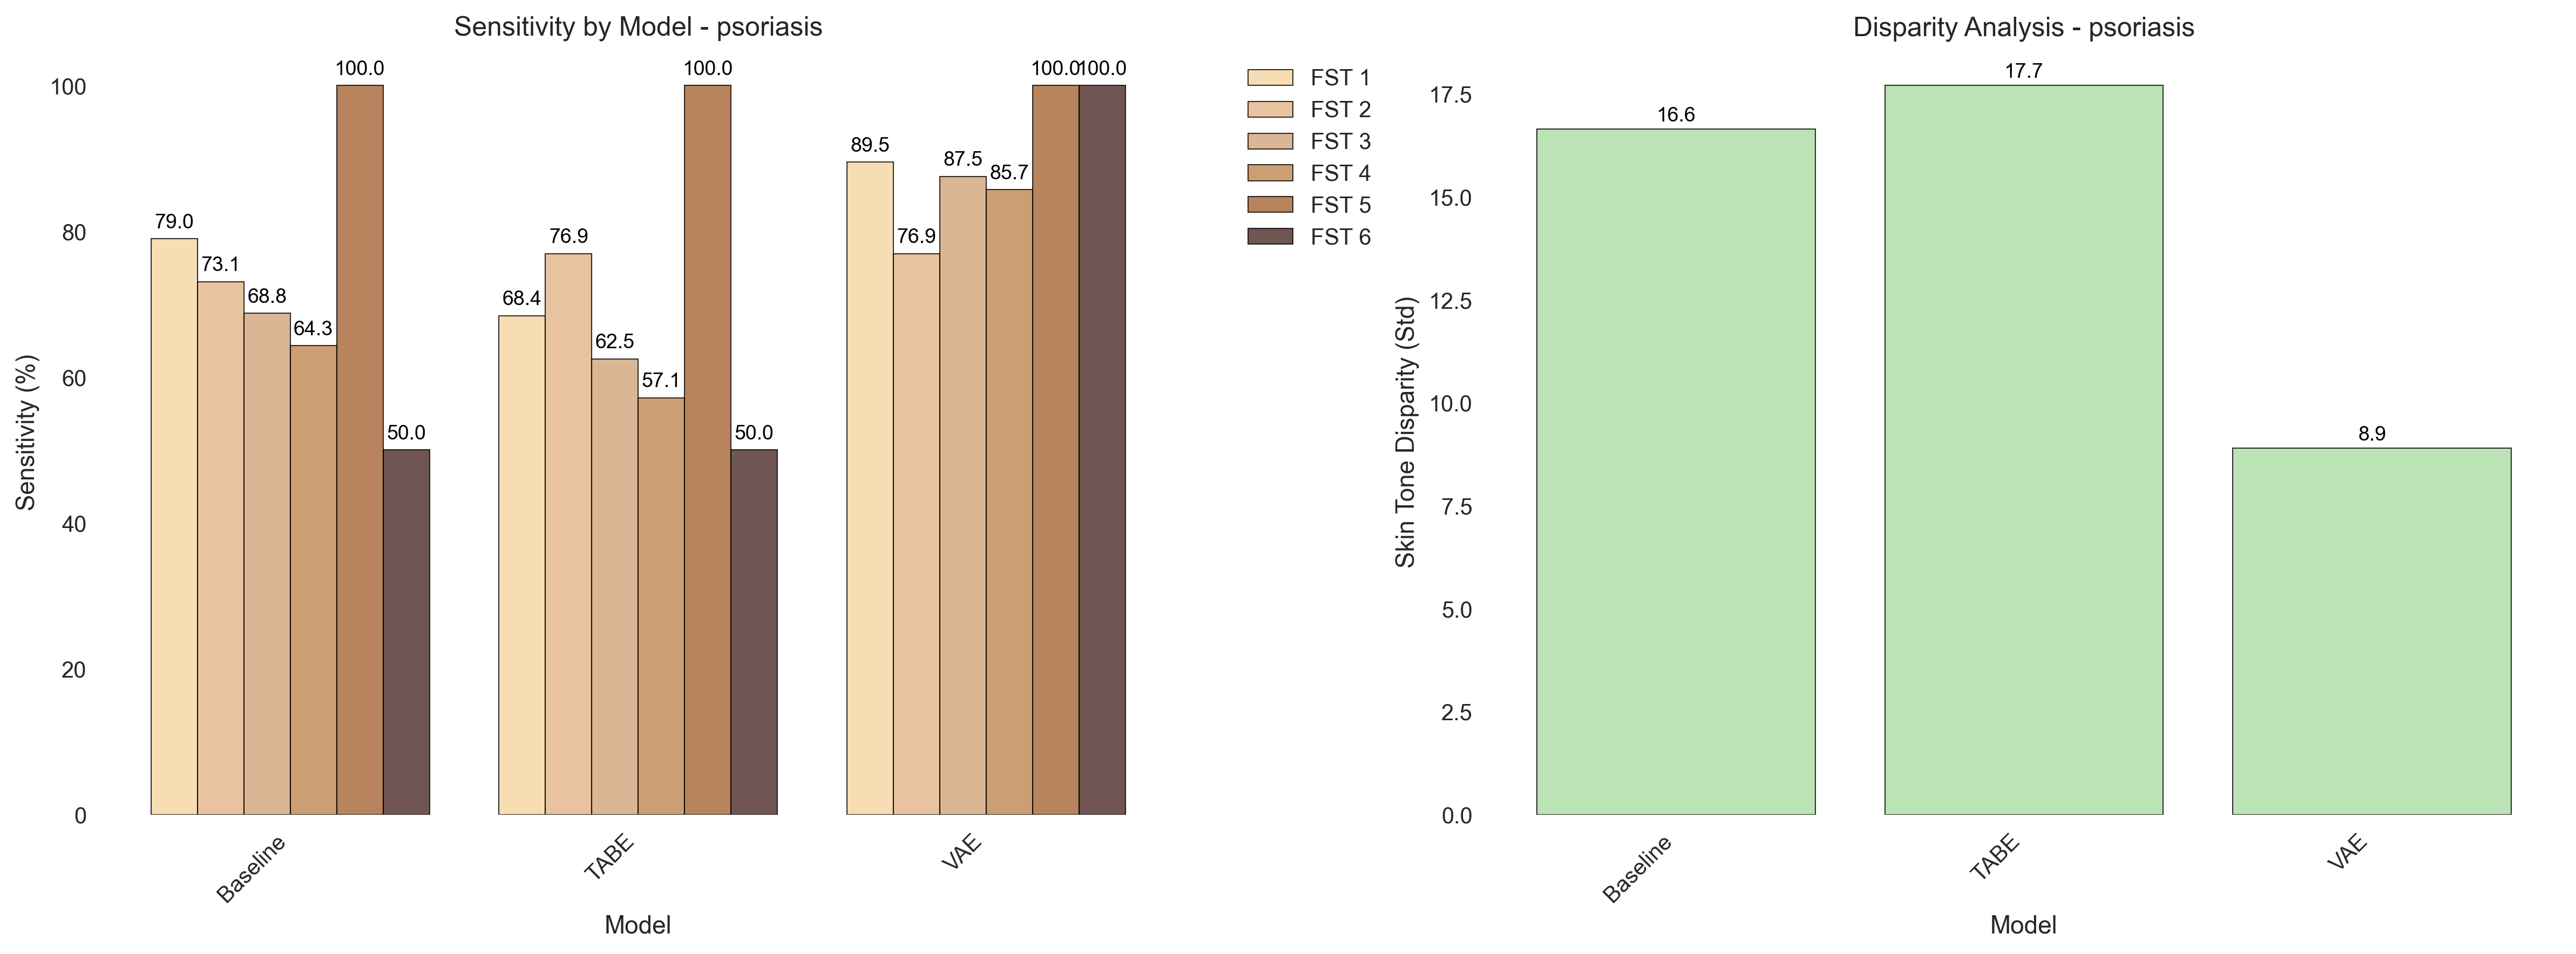 Sensitivity by Model - psoriasis
Sensitivity (%)
100
80
60
40
20
0
79.0
73.1
68.8
64.3
100.0
50.0
68.4
76.9
62.5
57.1
100.0
50.0
89.5
76.9
87.5
85.7
100.0
100.0
Baseline
TABE
VAE
Model
FST 1
FST 2
FST 3
FST 4
FST 5
FST 6
Disparity Analysis - psoriasis
Skin Tone Disparity (Std)
17.5
15.0
12.5
10.0
7.5
5.0
2.5
0.0
16.6
17.7
8.9
Baseline
TABE
VAE
Model